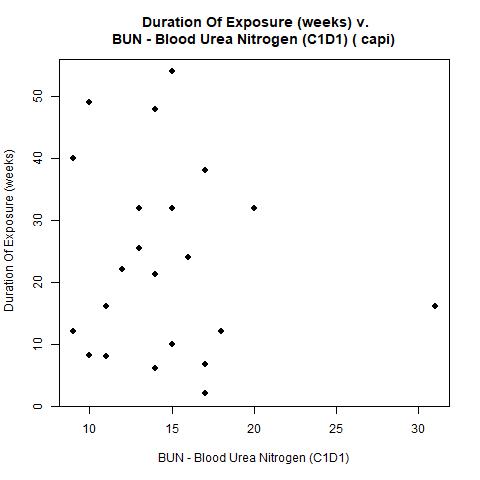 Duration Of Exposure (weeks) v.
BUN - Blood Urea Nitrogen (C1D1) ( capi)
Duration Of Exposure (weeks)
50
40
30
20
10
0
10 15 20 25 30
BUN - Blood Urea Nitrogen (C1D1)